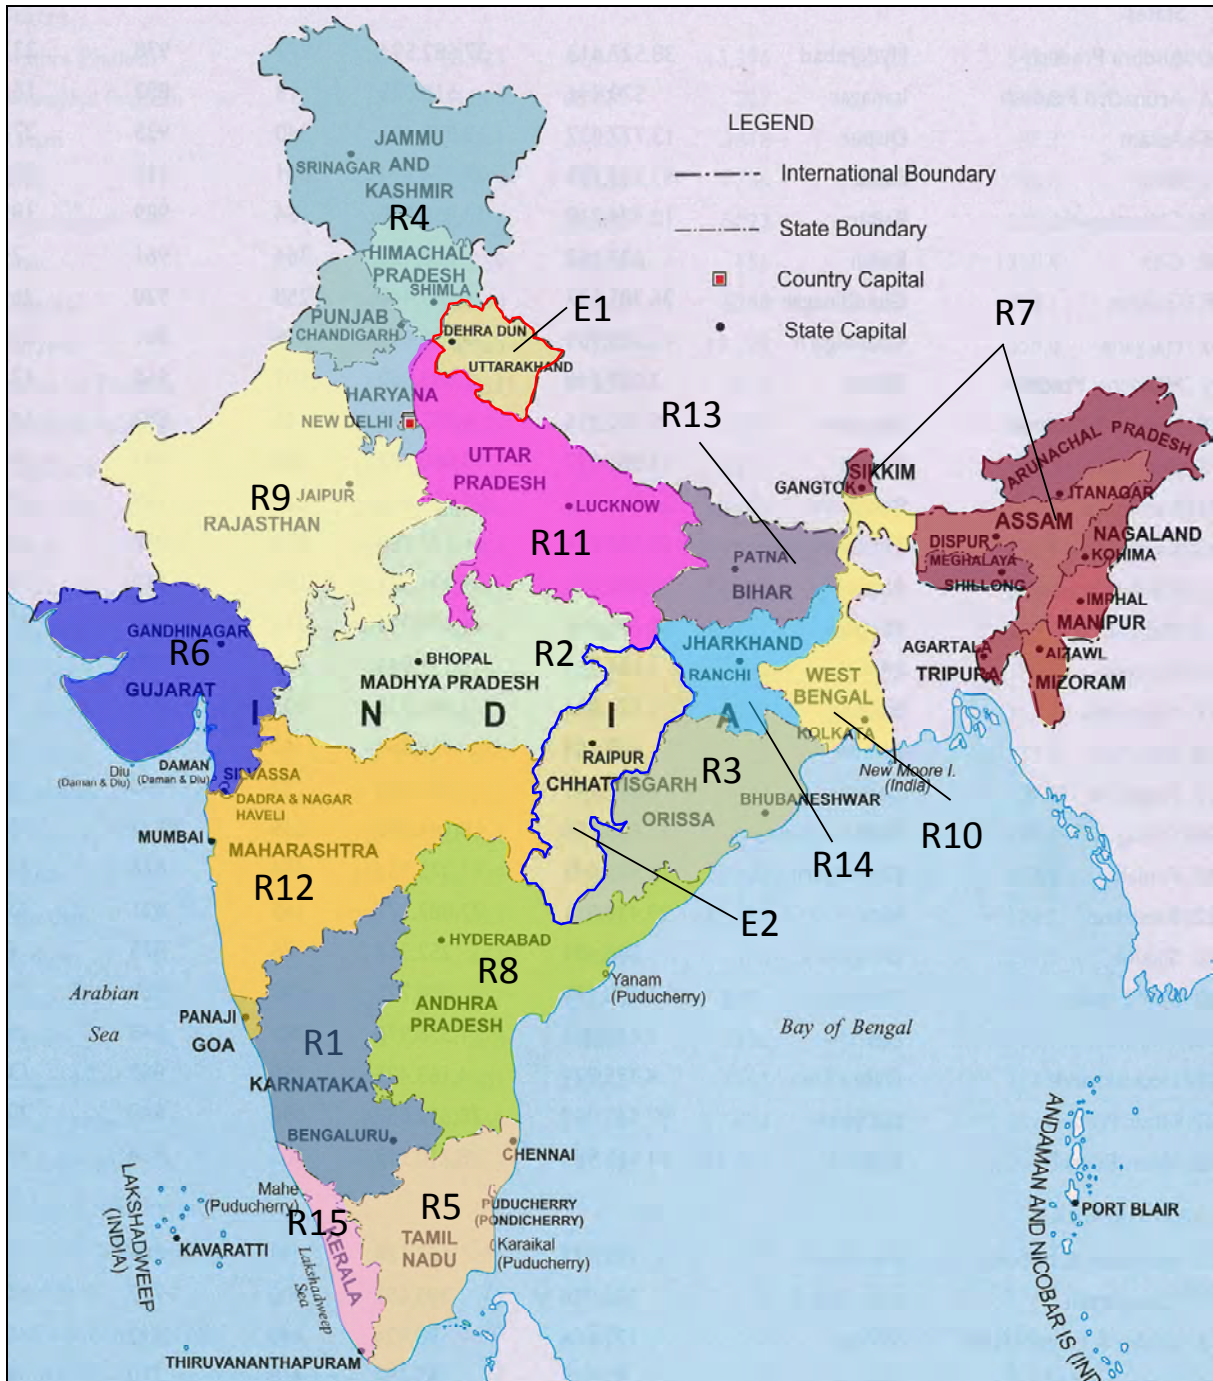 LEGEND
International Boundary
State Boundary
Country Capital
State Capital
JAMMU
AND
KASHMIR
SRINAGAR
R4
HIMACHAL
PRADESH
SHIMLA
PUNJAB
CHANDIGARH
DEHRA DUN
UTTARAKHAND
E1
R7
HARYANA
NEW DELHI
R13
UTTAR
PRADESH
LUCKNOW
R11
JAIPUR
R9
RAJASTHAN
SIKKIM
GANGTOK
ARUNACHAL PRADESH
ITANAGAR
ASSAM
DISPUR
NAGALAND
KOHIMA
MEGHALAYA
SHILLONG
IMPHAL
MANIPUR
AGARTALA
TRIPURA
AIZAWL
MIZORAM
PATNA
BIHAR
GANDHINAGAR
R6
GUJARAT
R2
BHOPAL
MADHYA PRADESH
JHARKHAND
RANCHI
WEST
BENGAL
KOLKATA
I N D I A
RAIPUR
CHHATTISGARH
R3
ORISSA
BHUBANESHWAR
New Moore I.
(India)
R10
R14
E2
Diu
(Daman & Diu)
DAMAN
(Daman & Diu)
SILVASSA
DADRA & NAGAR
HAVELI
MUMBAI
MAHARASHTRA
R12
HYDERABAD
R8
ANDHRA
PRADESH
Yanam
(Puducherry)
Arabian
Sea
Bay of Bengal
PANAJI
GOA
R1
KARNATAKA
BENGALURU
CHENNAI
Mahe
(Puducherry)
R15
KERALA
R5
TAMIL
NADU
PUDUCHERRY
(PONDICHERRY)
Karaikal
(Puducherry)
LAKSHADWEEP
(INDIA)
KAVARATTI
Lakshadweep
Sea
THIRUVANANTHAPURAM
ANDAMAN AND NICOBAR IS (IND
PORT BLAIR